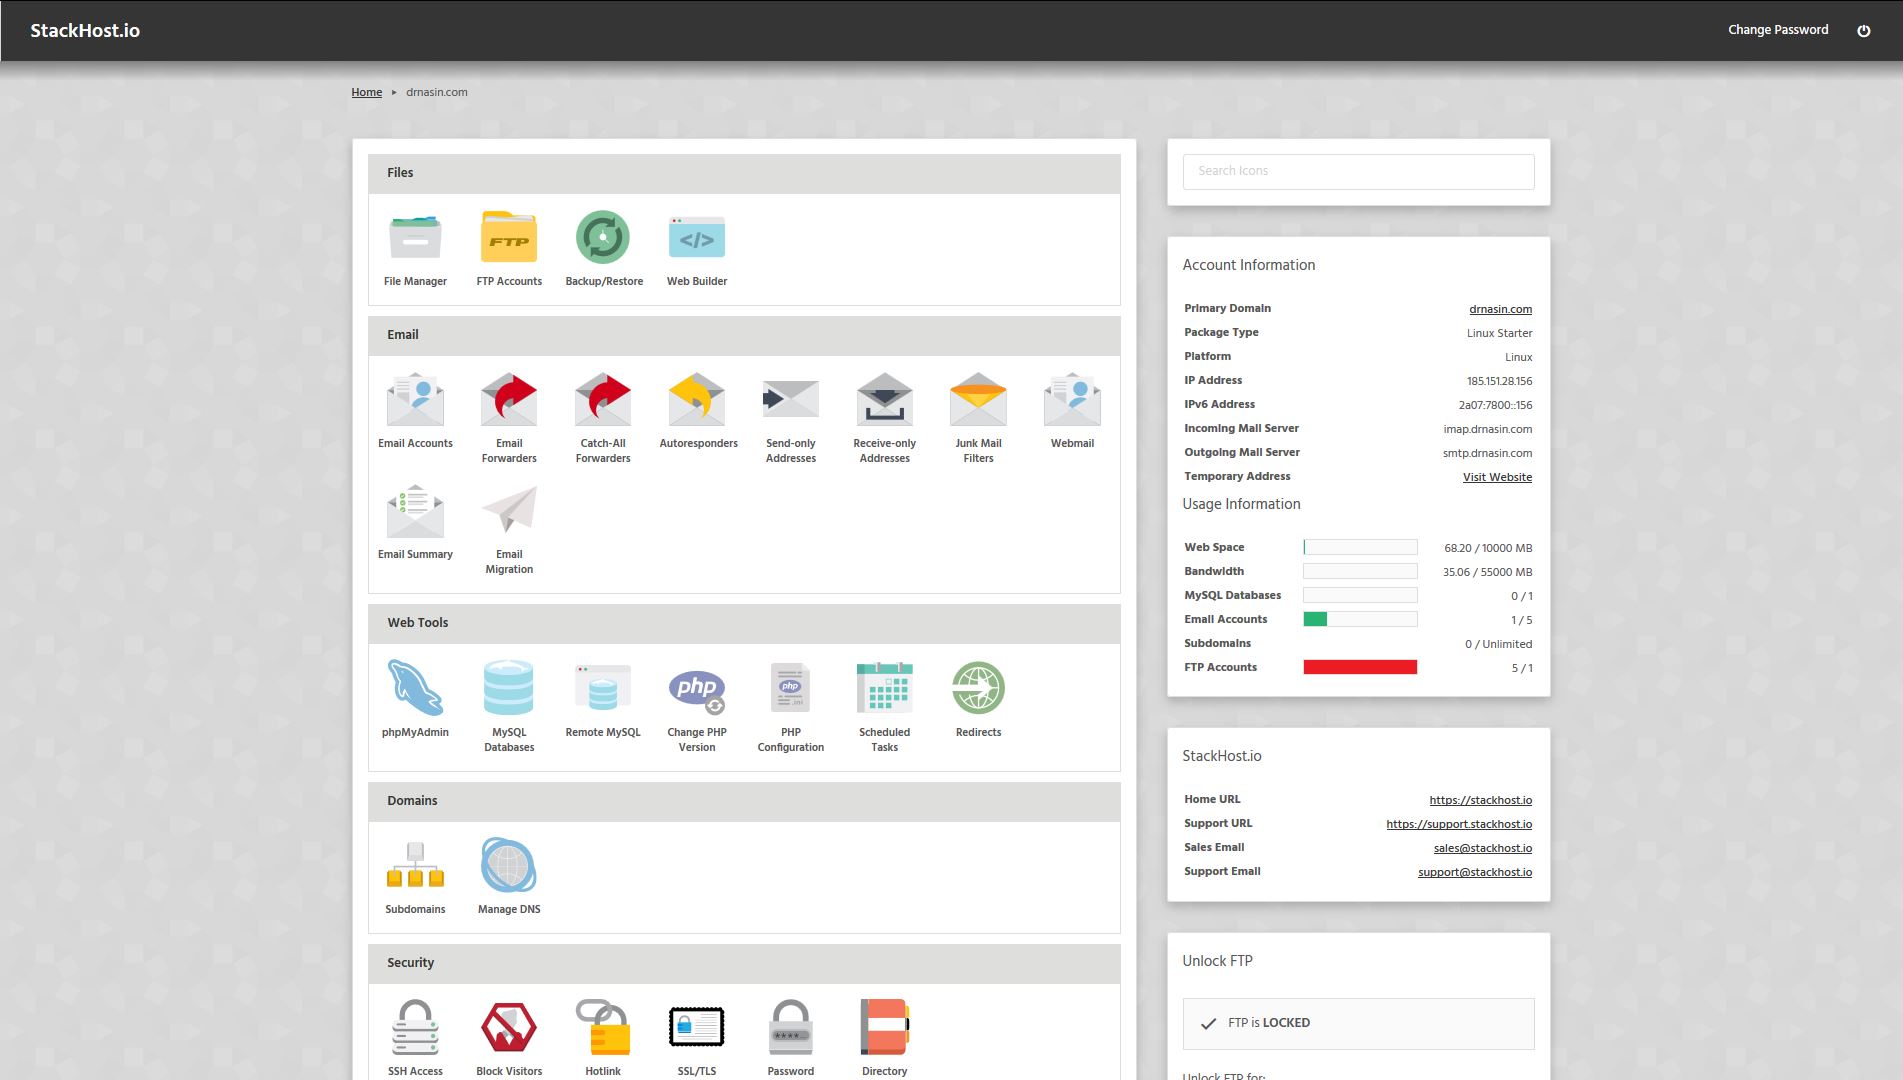 StackHost.io
Change Password
Home ▸ drnasin.com
Files
FTP
</>
File Manager
FTP Accounts
Backup/Restore
Web Builder
Email
Email Accounts
Email
Forwarders
Catch-All
Forwarders
Autoresponders
Send-only
Addresses
Receive-only
Addresses
Junk Mail
Filters
Webmail
Email Summary
Email
Migration
Web Tools
php
php
.ini
phpMyAdmin
MySQL
Databases
Remote MySQL
Change PHP
Version
PHP
Configuration
Scheduled
Tasks
Redirects
Domains
Subdomains
Manage DNS
Security
****
SSH Access
Block Visitors
Hotlink
SSL/TLS
Password
Directory
Search Icons
Account Information
Primary Domain drnasin.com
Package Type Linux Starter
Platform Linux
IP Address 185.151.28.156
IPv6 Address 2a07:7800::156
Incoming Mail Server imap.drnasin.com
Outgoing Mail Server smtp.drnasin.com
Temporary Address Visit Website
Usage Information
Web Space 68.20 / 10000 MB
Bandwidth 35.06 / 55000 MB
MySQL Databases 0 / 1
Email Accounts 1 / 5
Subdomains 0 / Unlimited
FTP Accounts 5 / 1
StackHost.io
Home URL https://stackhost.io
Support URL https://support.stackhost.io
Sales Email sales@stackhost.io
Support Email support@stackhost.io
Unlock FTP
FTP is LOCKED
Unlock FTP for: